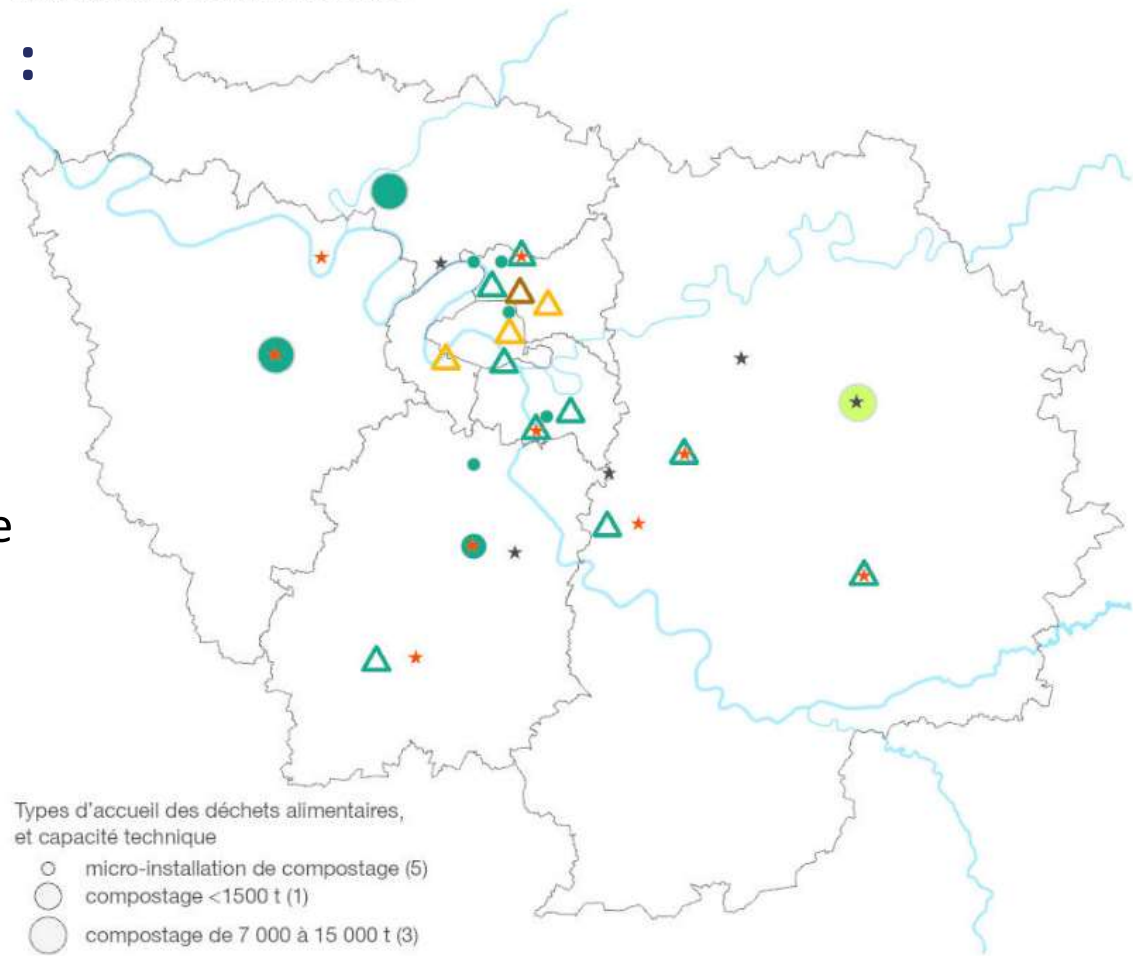 :
e
Types d'accueil des déchets alimentaires,
et capacité technique
micro-installation de compostage (5)
compostage <1500 t (1)
compostage de 7 000 à 15 000 t (3)